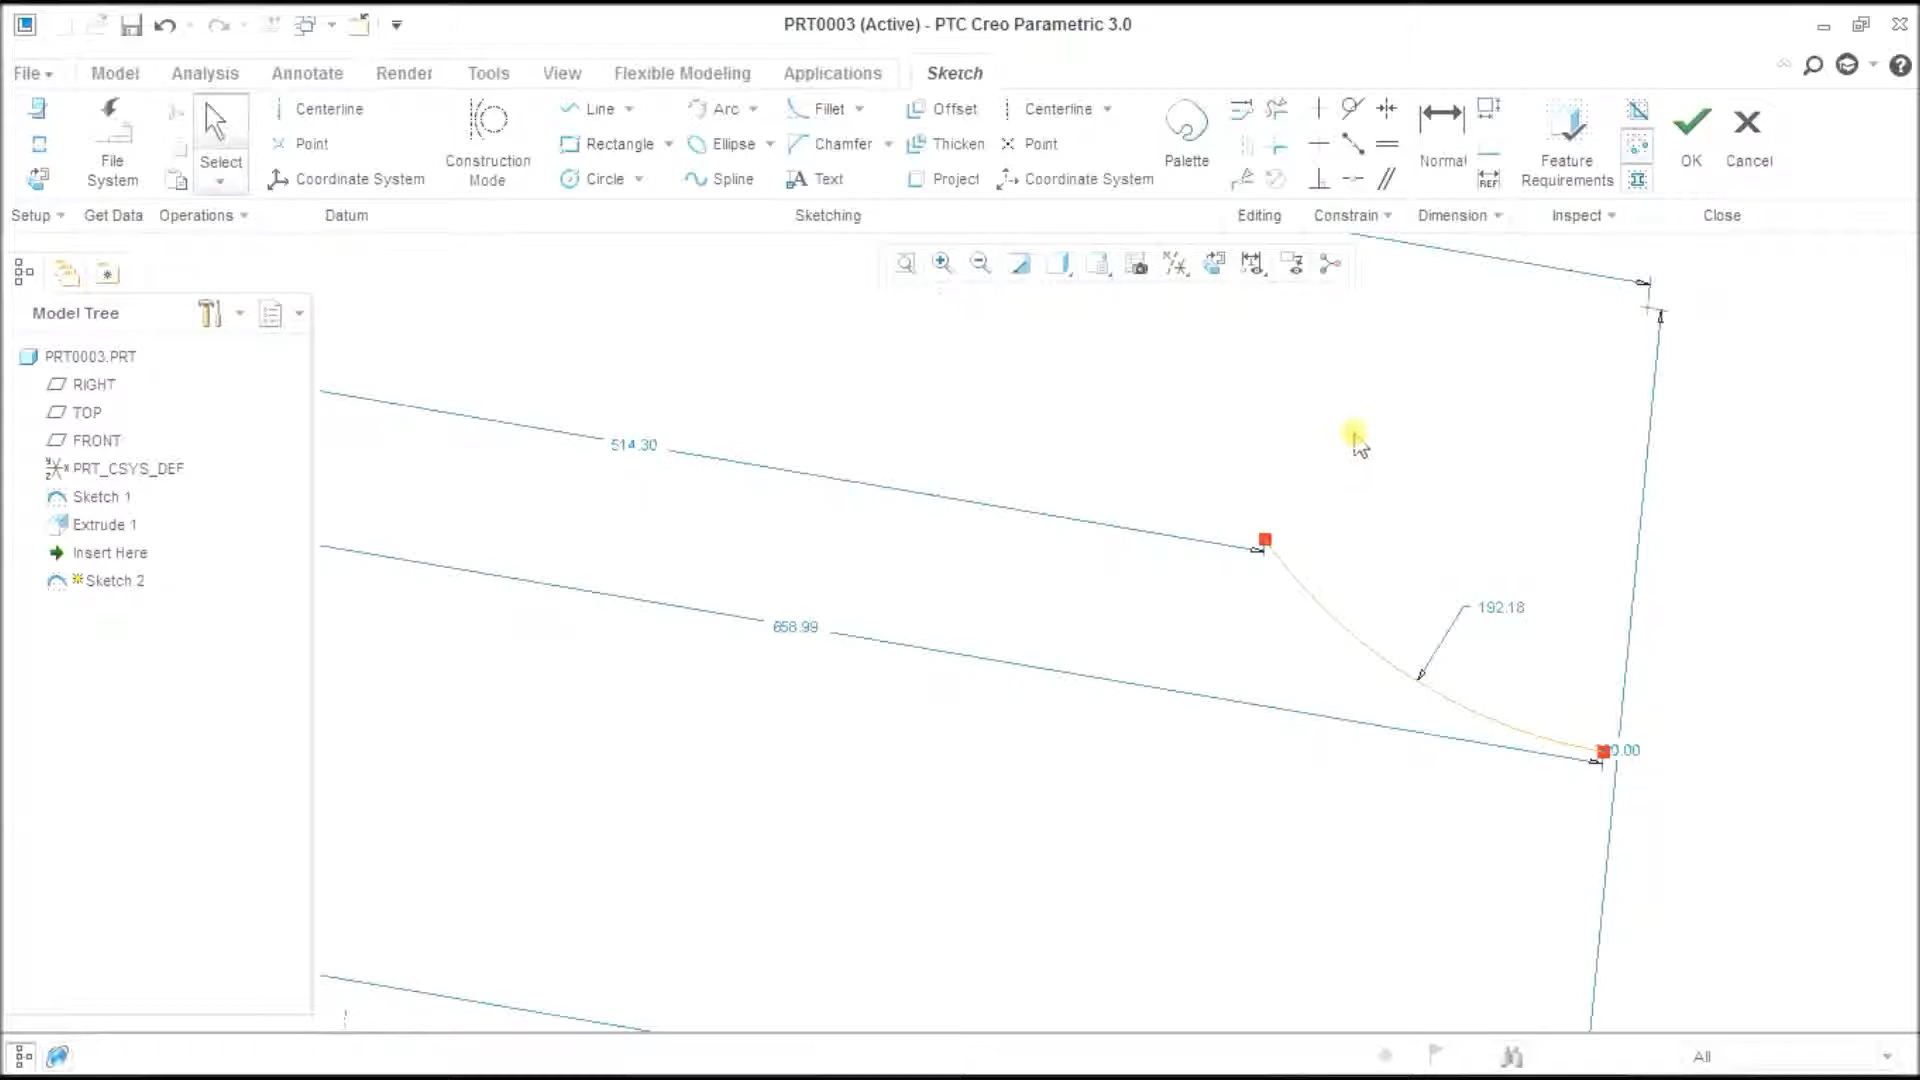 PRT0003 (Active) - PTC Creo Parametric 3.0
File Model Analysis Annotate Render Tools View Flexible Modeling Applications Sketch
Centerline Line Arc Fillet Offset Centerline
Point Rectangle Ellipse Chamfer Thicken Point
Coordinate System Circle Spline Text Project Coordinate System
File System
Select
Construction Mode
Palette
Normal
REF
Feature Requirements
OK
Cancel
Setup Get Data Operations Datum Sketching Editing Constrain Dimension Inspect Close
Model Tree
PRT0003.PRT
RIGHT
TOP
FRONT
PRT_CSYS_DEF
Sketch 1
Extrude 1
Insert Here
Sketch 2
514.30
192.18
658.99
All